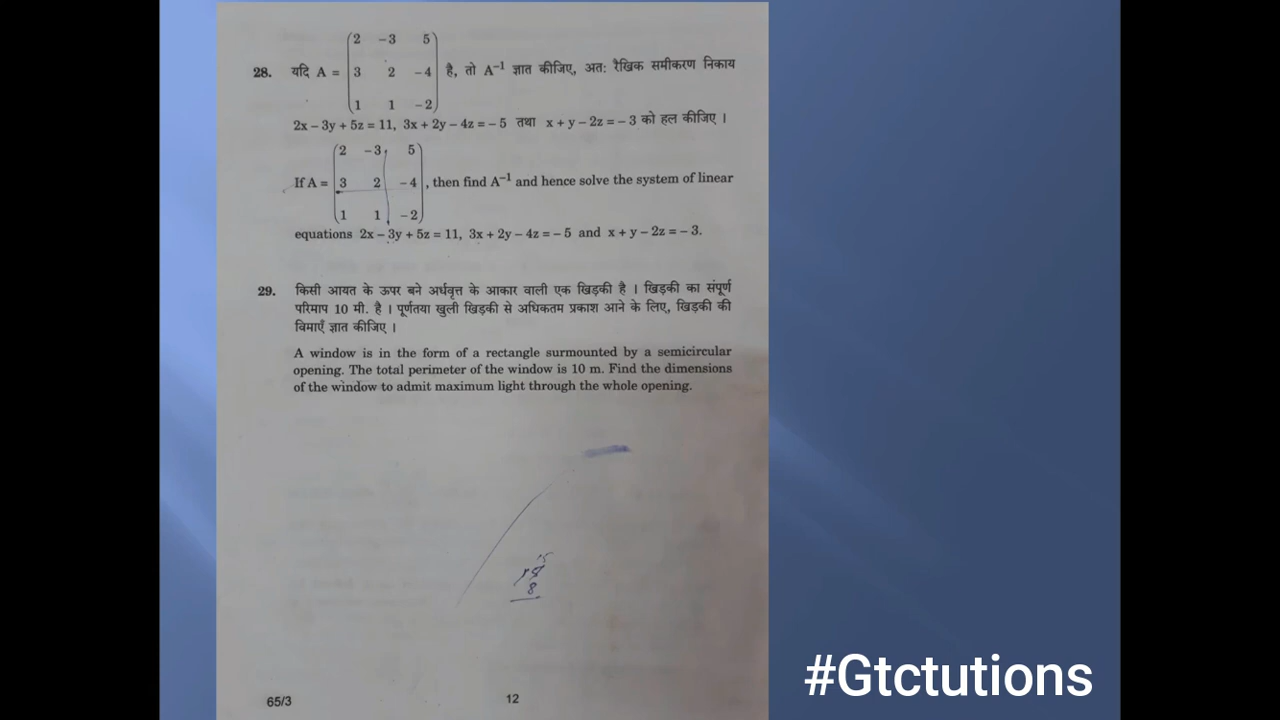 28. यदि A = (2 -3 5
3 2 -4
1 1 -2) है, तो A⁻¹ ज्ञात कीजिए, अत: रैखिक समीकरण निकाय
2x – 3y + 5z = 11, 3x + 2y – 4z = – 5 तथा x + y – 2z = – 3 को हल कीजिए ।
If A = (2 -3 5
3 2 -4
1 1 -2), then find A⁻¹ and hence solve the system of linear
equations 2x – 3y + 5z = 11, 3x + 2y – 4z = – 5 and x + y – 2z = – 3.
29. किसी आयत के ऊपर बने अर्धवृत्त के आकार वाली एक खिड़की है । खिड़की का संपूर्ण
परिमाप 10 मी. है । पूर्णतया खुली खिड़की से अधिकतम प्रकाश आने के लिए, खिड़की की
विमाएँ ज्ञात कीजिए ।
A window is in the form of a rectangle surmounted by a semicircular
opening. The total perimeter of the window is 10 m. Find the dimensions
of the window to admit maximum light through the whole opening.
8
65/3 12
#Gtctutions